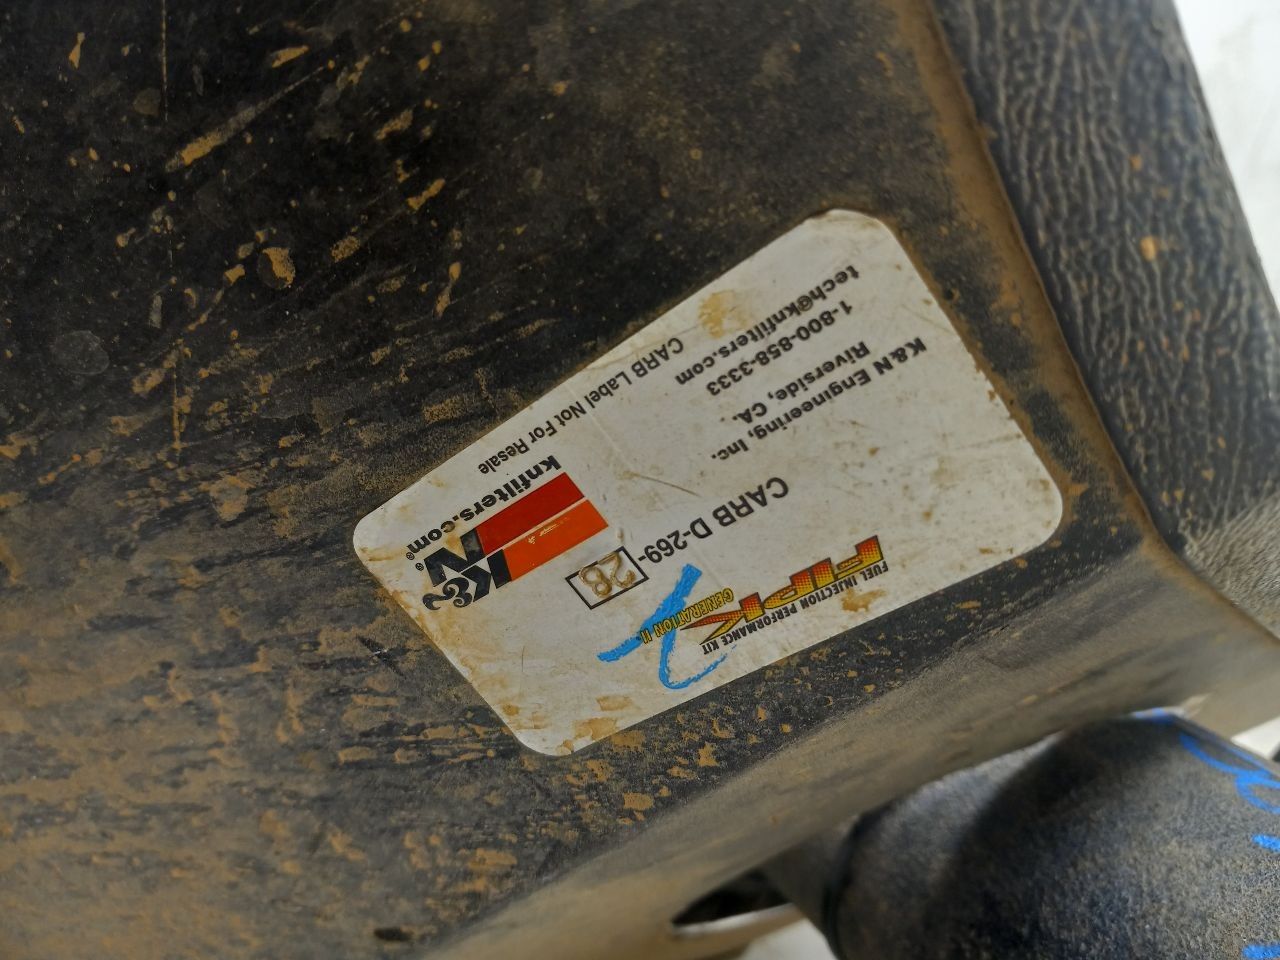 FIPK
FUEL INJECTION PERFORMANCE KIT
GENERATION II®
CARB D-269-
28
K&N Engineering, Inc.
Riverside, CA.
1-800-858-3333
tech@knfilters.com
K&N®
knfilters.com®
CARB Label Not For Resale